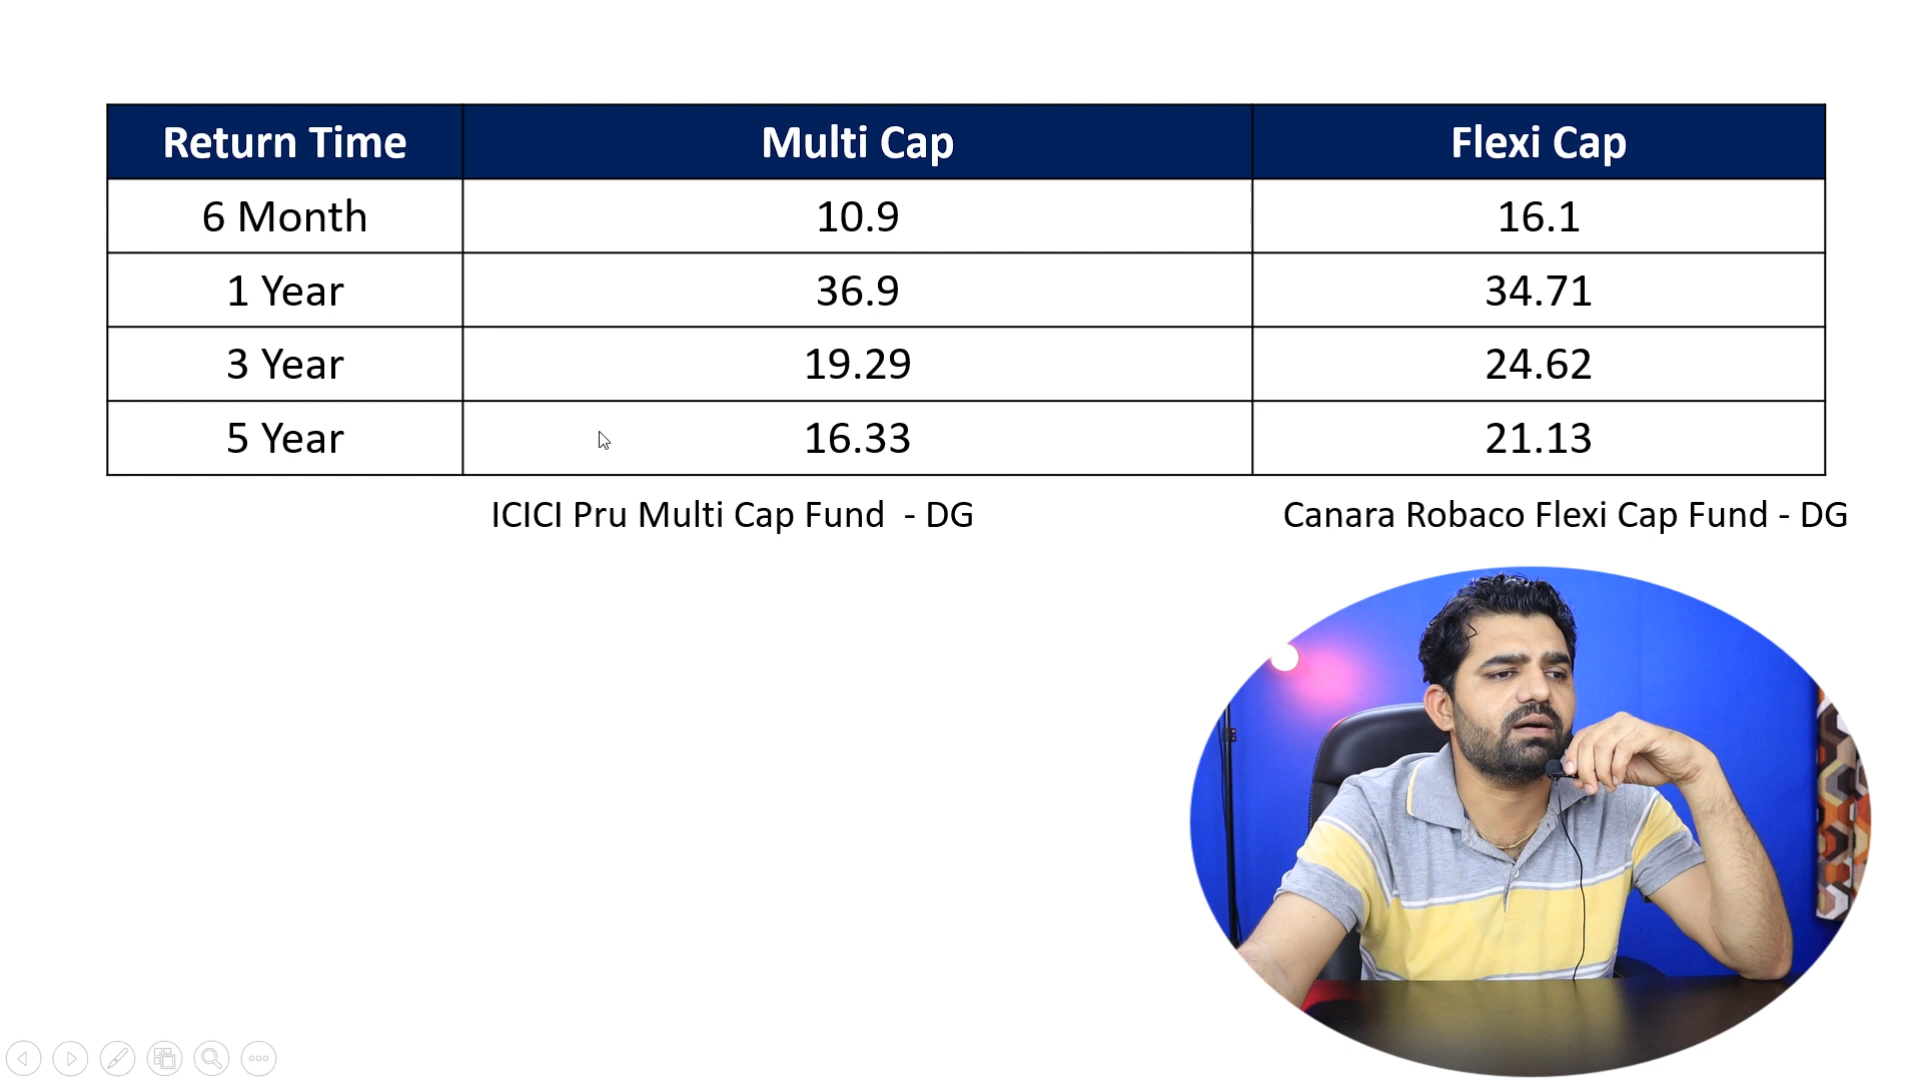 Return Time Multi Cap Flexi Cap
6 Month 10.9 16.1
1 Year 36.9 34.71
3 Year 19.29 24.62
5 Year 16.33 21.13
ICICI Pru Multi Cap Fund - DG Canara Robaco Flexi Cap Fund - DG